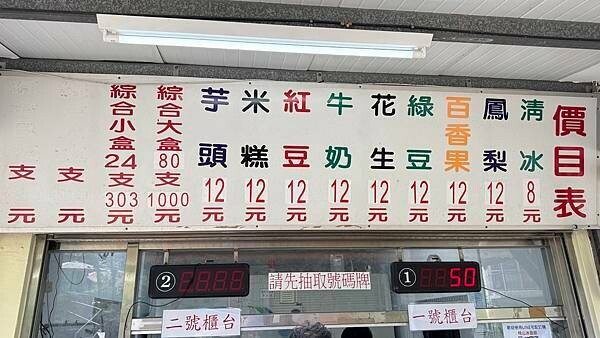 價目表
清冰 8元
鳳梨 12元
百香果 12元
綠豆 12元
花生 12元
牛奶 12元
紅豆 12元
米糕 12元
芋頭 12元
綜合大盒80支 1000元
綜合小盒24支 303元
支 元
支 元
② 
請先抽取號碼牌
① 50
二號櫃台
一號櫃台